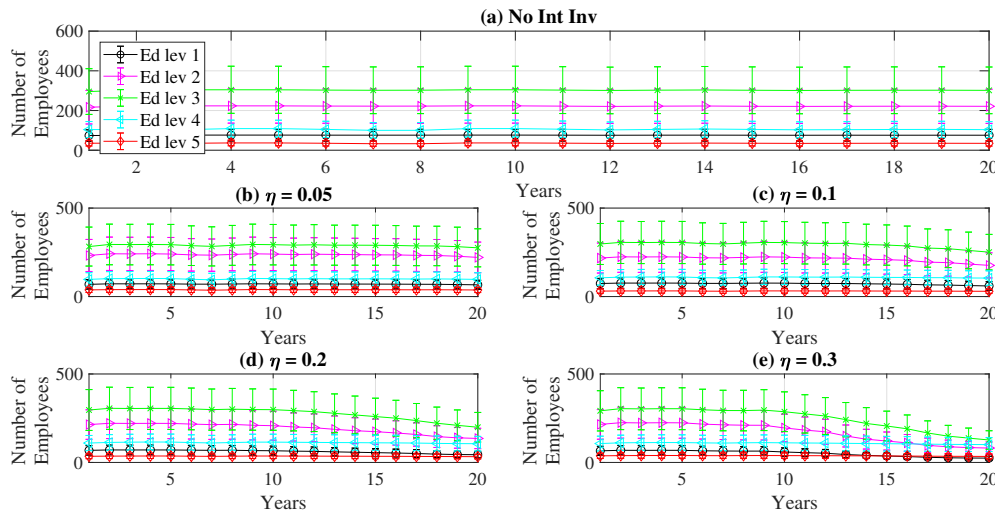 (a) No Int Inv
Number of
Employees
600
400
200
0
Ed lev 1
Ed lev 2
Ed lev 3
Ed lev 4
Ed lev 5
2 4 6 8 10 12 14 16 18 20
Years
(b) η = 0.05
Number of
Employees
500
0
5 10 15 20
Years
(c) η = 0.1
Number of
Employees
500
0
5 10 15 20
Years
(d) η = 0.2
Number of
Employees
500
0
5 10 15 20
Years
(e) η = 0.3
Number of
Employees
500
0
5 10 15 20
Years